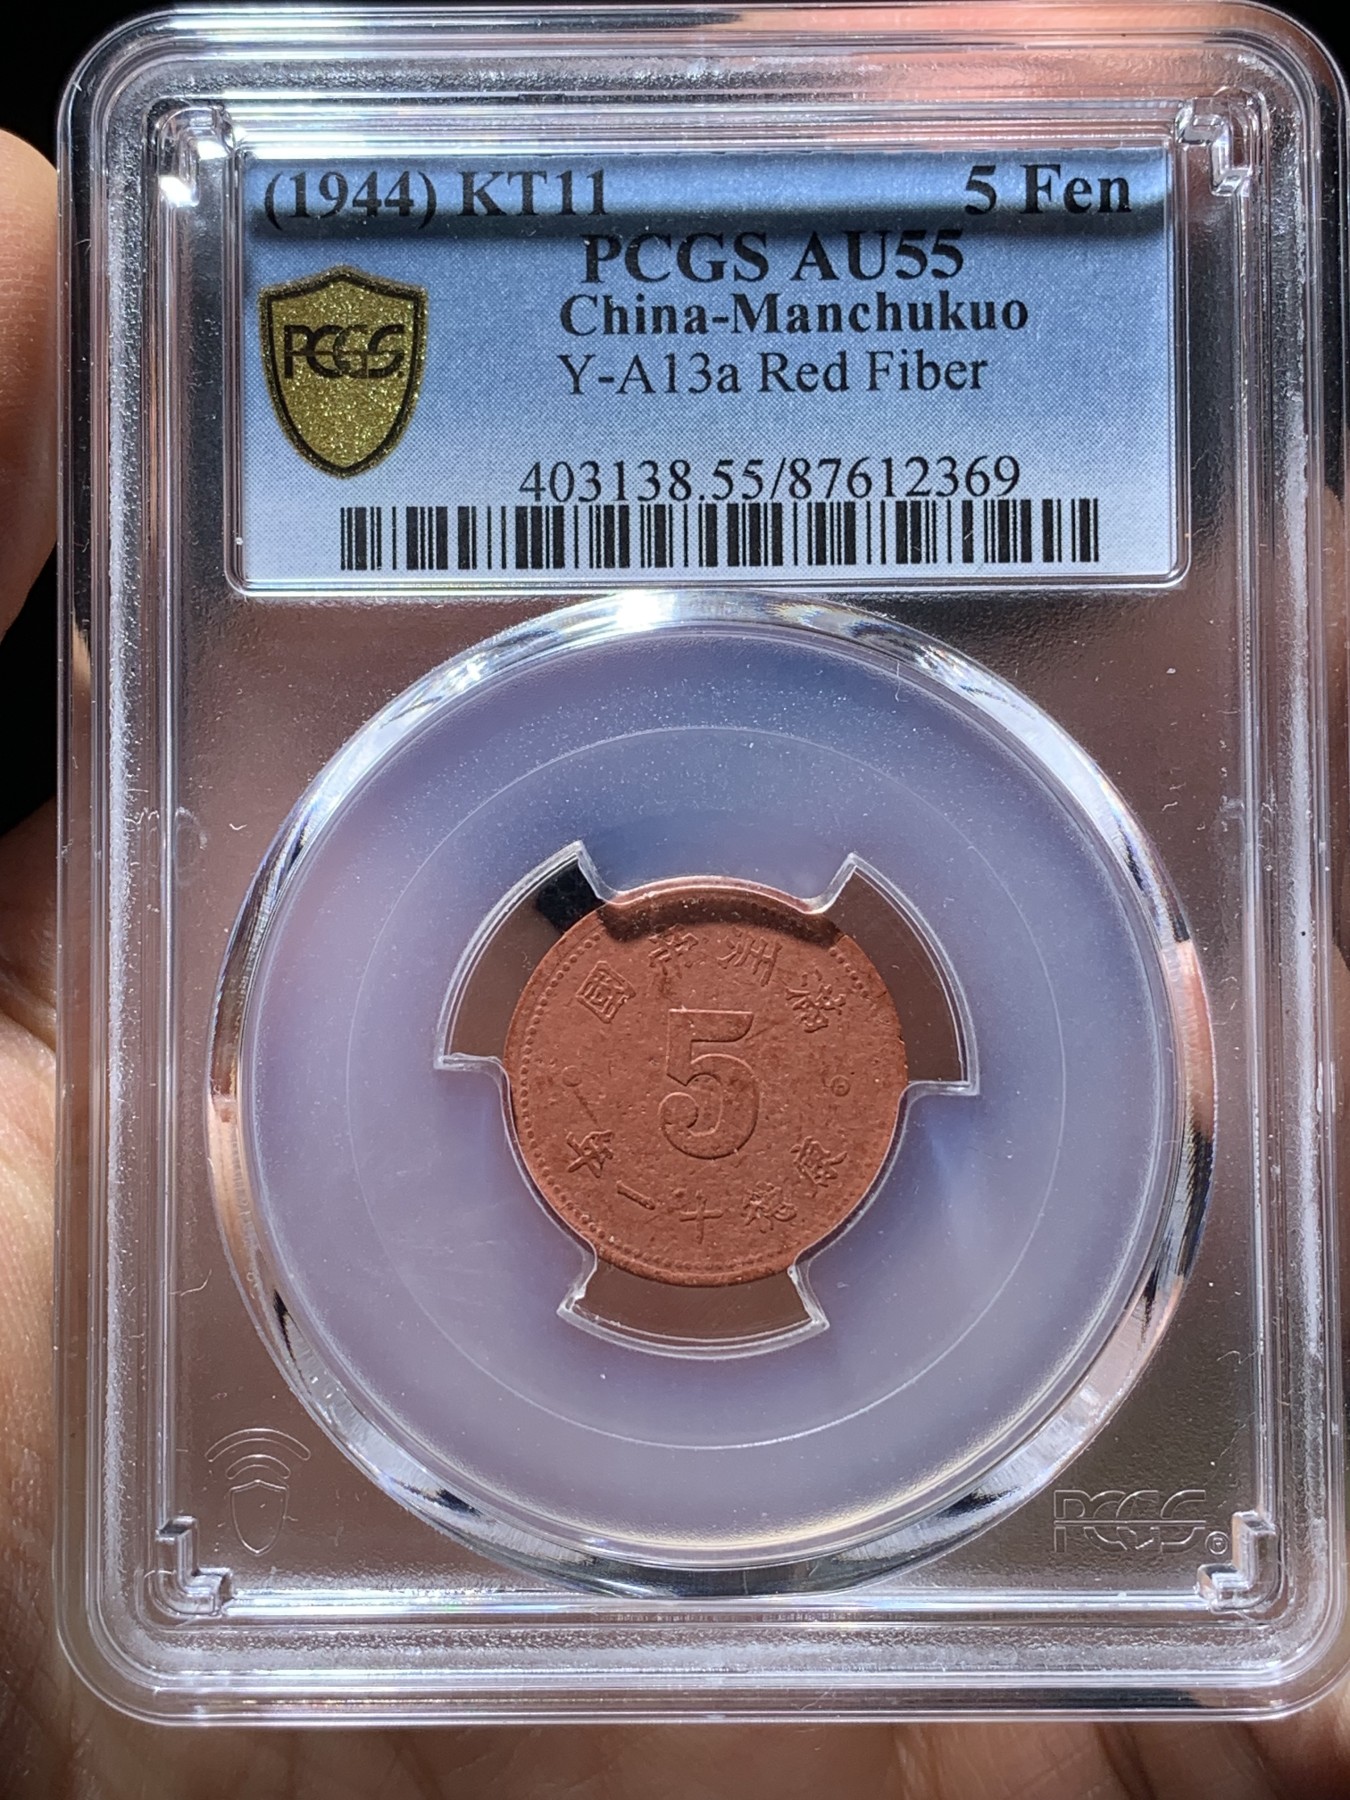 (1944) KT11 5 Fen
PCGS AU55
China-Manchukuo
Y-A13a Red Fiber
PCGS
403138.55/87612369
國帝洲滿
5
年一十德康
PCGS